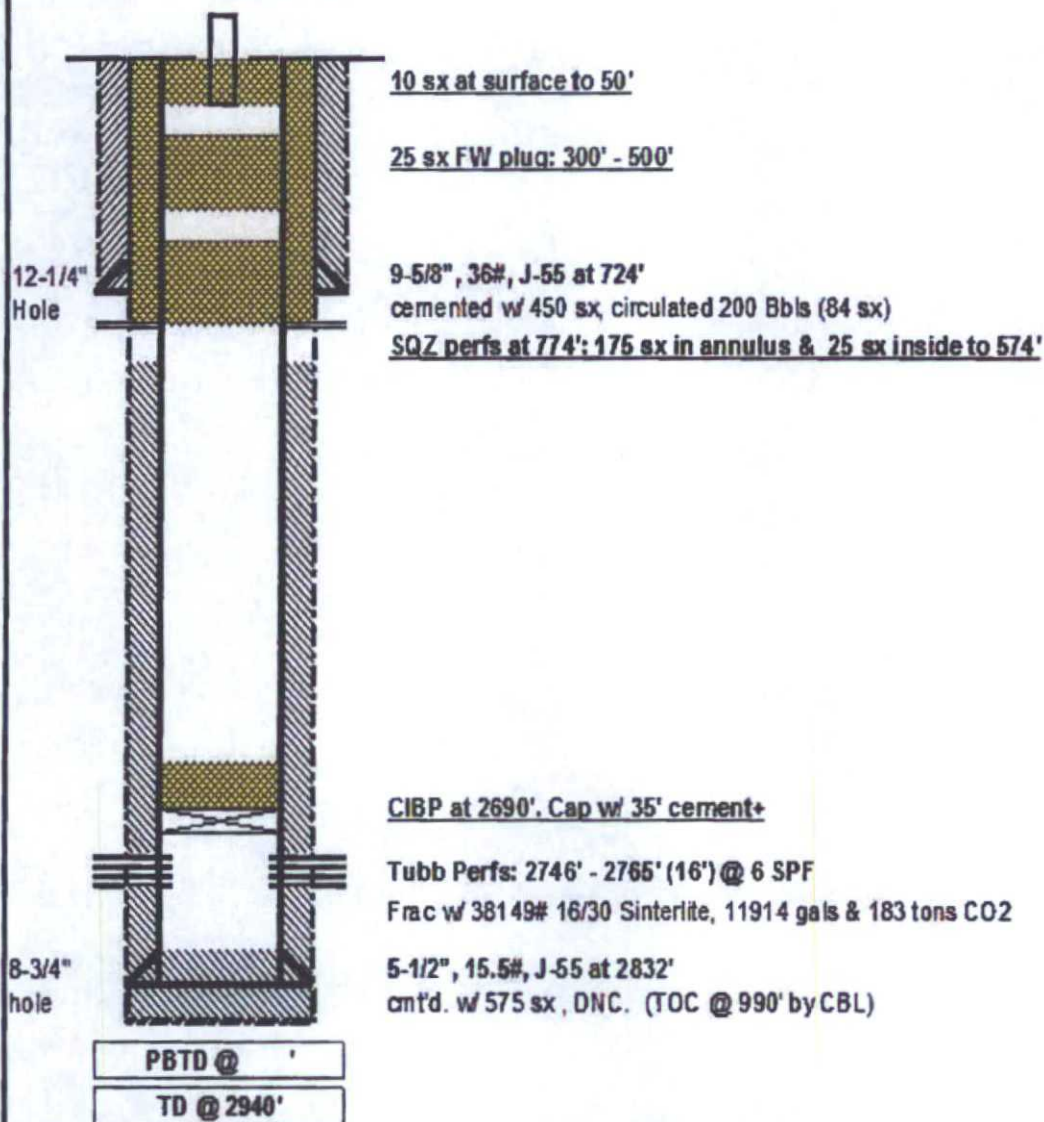 10 sx at surface to 50'
25 sx FW plug: 300' - 500'
12-1/4"
Hole
9-5/8", 36#, J-55 at 724'
cemented w/ 450 sx, circulated 200 Bbls (84 sx)
SQZ perfs at 774': 175 sx in annulus & 25 sx inside to 574'
CIBP at 2690'. Cap w/ 35' cement+
Tubb Perfs: 2746' - 2765' (16') @ 6 SPF
Frac w/ 38149# 16/30 Sinterlite, 11914 gals & 183 tons CO2
8-3/4"
hole
5-1/2", 15.5#, J-55 at 2832'
cmt'd. w/ 575 sx , DNC. (TOC @ 990' by CBL)
PBTD @ '
TD @ 2940'